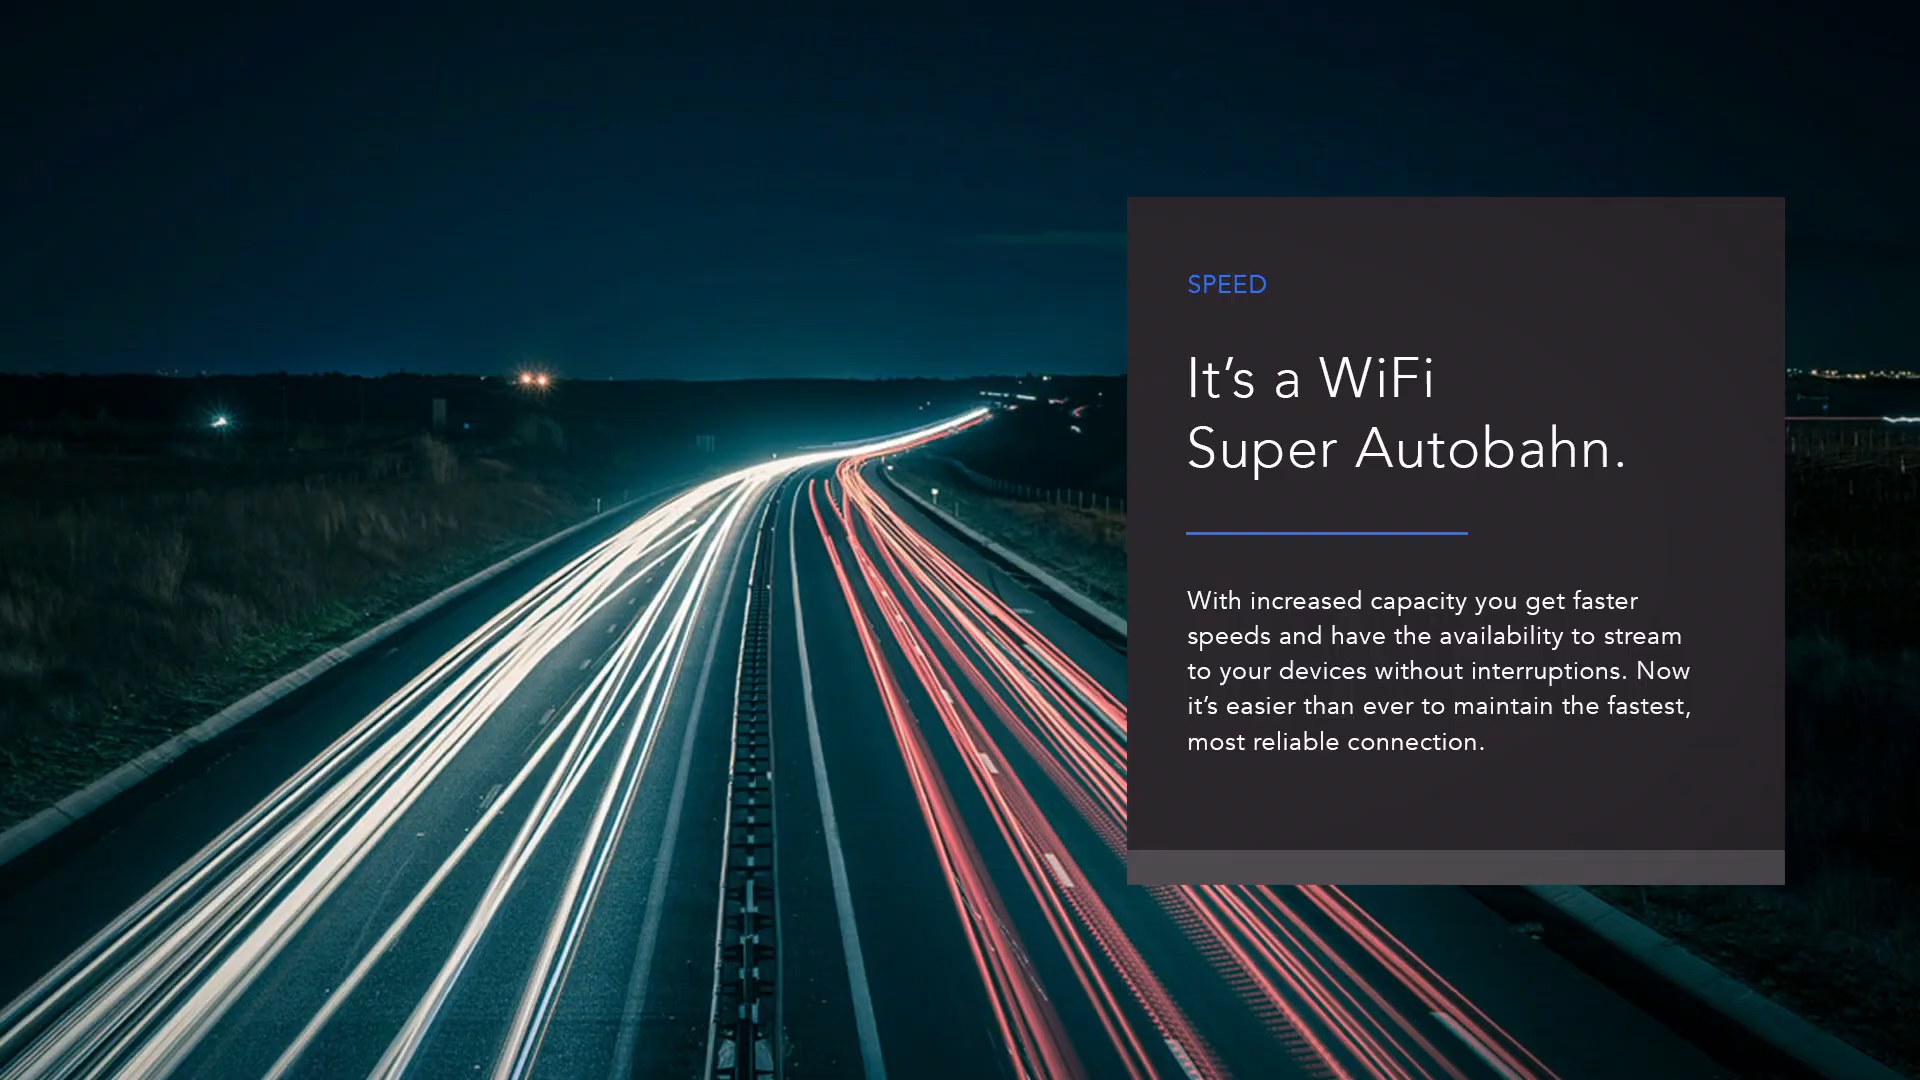 SPEED
It’s a WiFi
Super Autobahn.
With increased capacity you get faster
speeds and have the availability to stream
to your devices without interruptions. Now
it’s easier than ever to maintain the fastest,
most reliable connection.